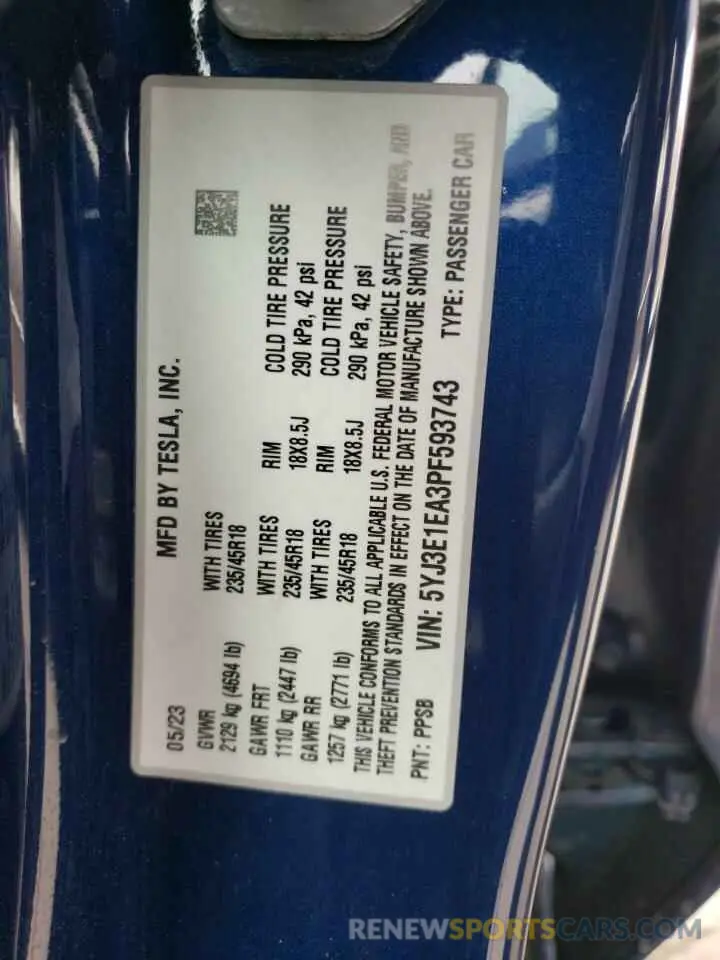 MFD BY TESLA, INC.
05/23
GVWR
2129 kg (4694 lb)
GAWR FRT WITH TIRES RIM COLD TIRE PRESSURE
1110 kg (2447 lb) 235/45R18 18X8.5J 290 kPa, 42 psi
GAWR RR WITH TIRES RIM COLD TIRE PRESSURE
1257 kg (2771 lb) 235/45R18 18X8.5J 290 kPa, 42 psi
WITH TIRES
235/45R18
THIS VEHICLE CONFORMS TO ALL APPLICABLE U.S. FEDERAL MOTOR VEHICLE SAFETY, BUMPER, AND
THEFT PREVENTION STANDARDS IN EFFECT ON THE DATE OF MANUFACTURE SHOWN ABOVE.
PNT: PPSB VIN: 5YJ3E1EA3PF593743 TYPE: PASSENGER CAR
RENEWSPORTSCARS.COM